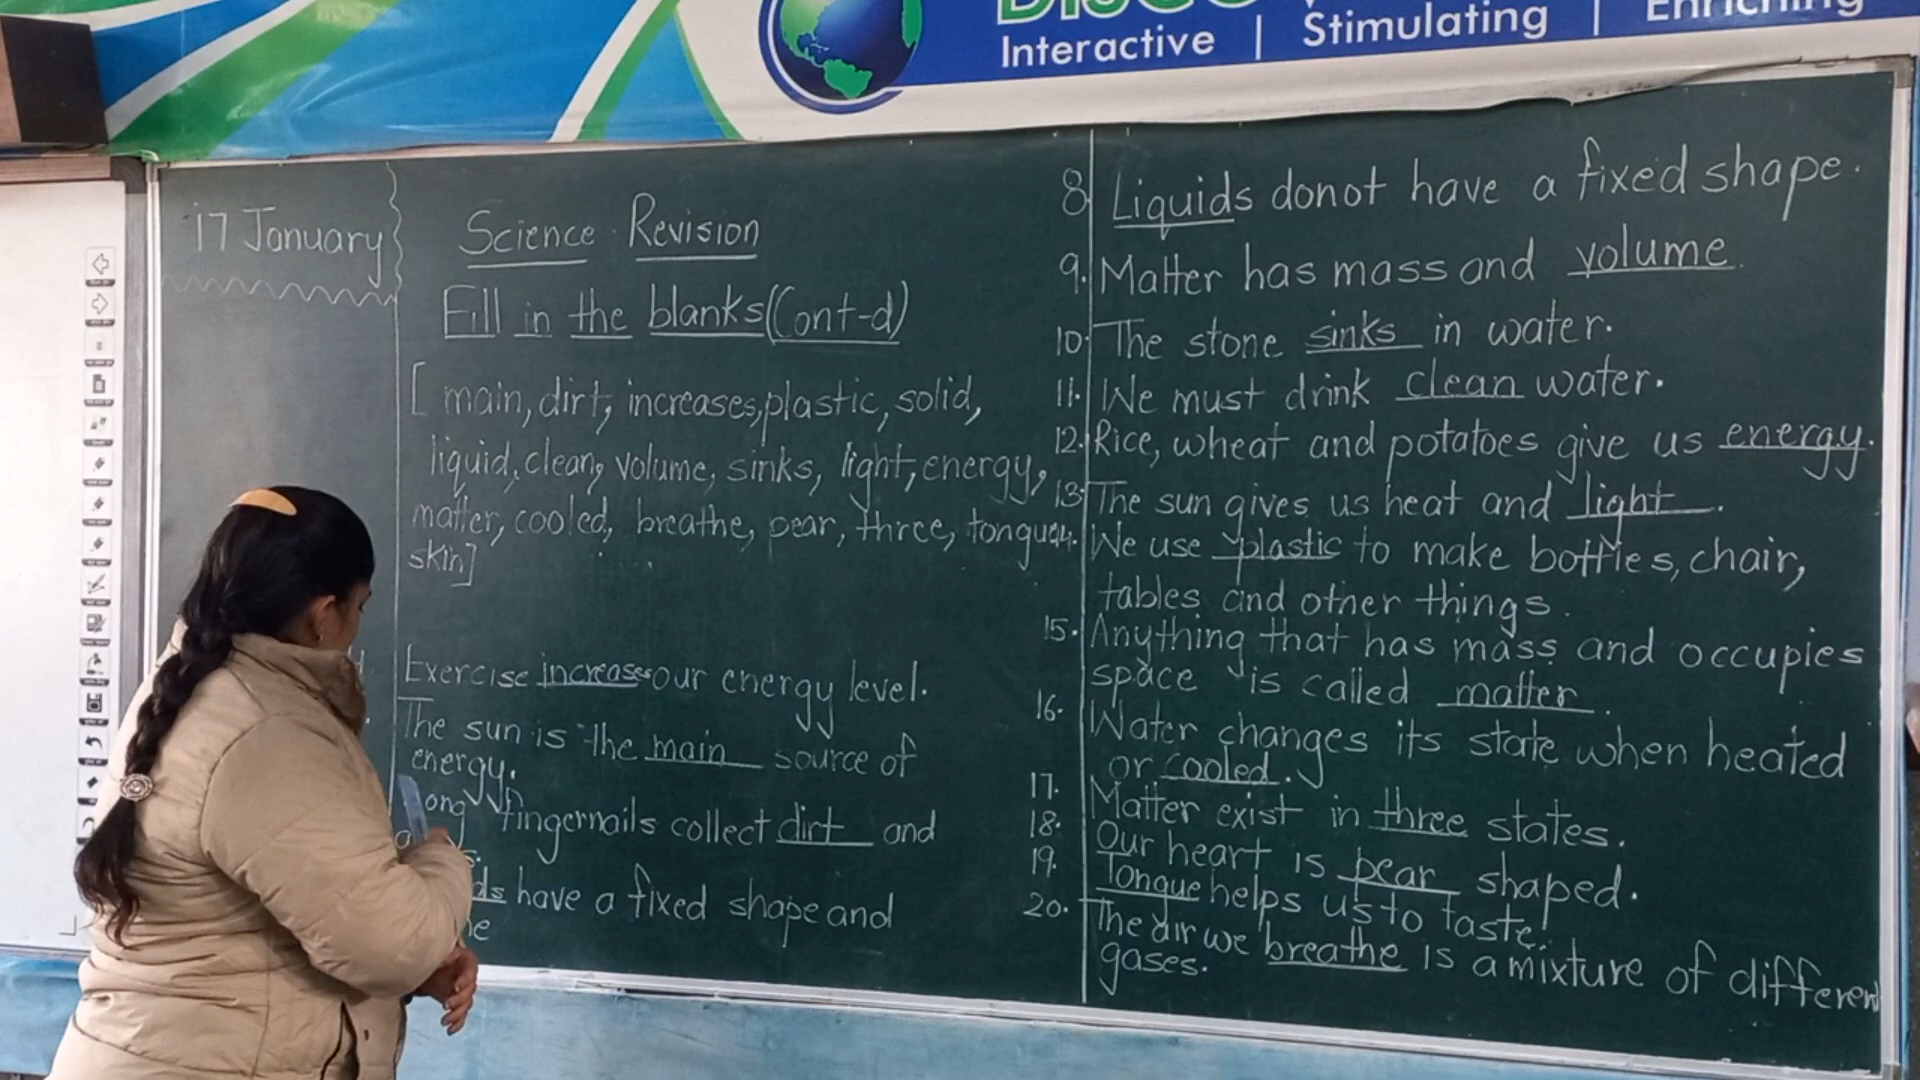 Interactive | Stimulating |
17 January
Science Revision
Fill in the blanks (Cont-d)
[ main, dirt, increases, plastic, solid,
liquid, clean, volume, sinks, light, energy,
matter, cooled, breathe, pear, three, tongue,
skin]
Exercise increases our energy level.
The sun is the main source of
energy.
fingernails collect dirt and
have a fixed shape and
8. Liquids donot have a fixed shape.
9. Matter has mass and volume.
10. The stone sinks in water.
11. We must drink clean water.
12. Rice, wheat and potatoes give us energy.
13. The sun gives us heat and light.
14. We use plastic to make bottles, chair,
tables and other things.
15. Anything that has mass and occupies
space is called matter.
16. Water changes its state when heated
or cooled.
17. Matter exist in three states.
18. Our heart is pear shaped.
19. Tongue helps us to taste.
20. The air we breathe is a mixture of different
gases.